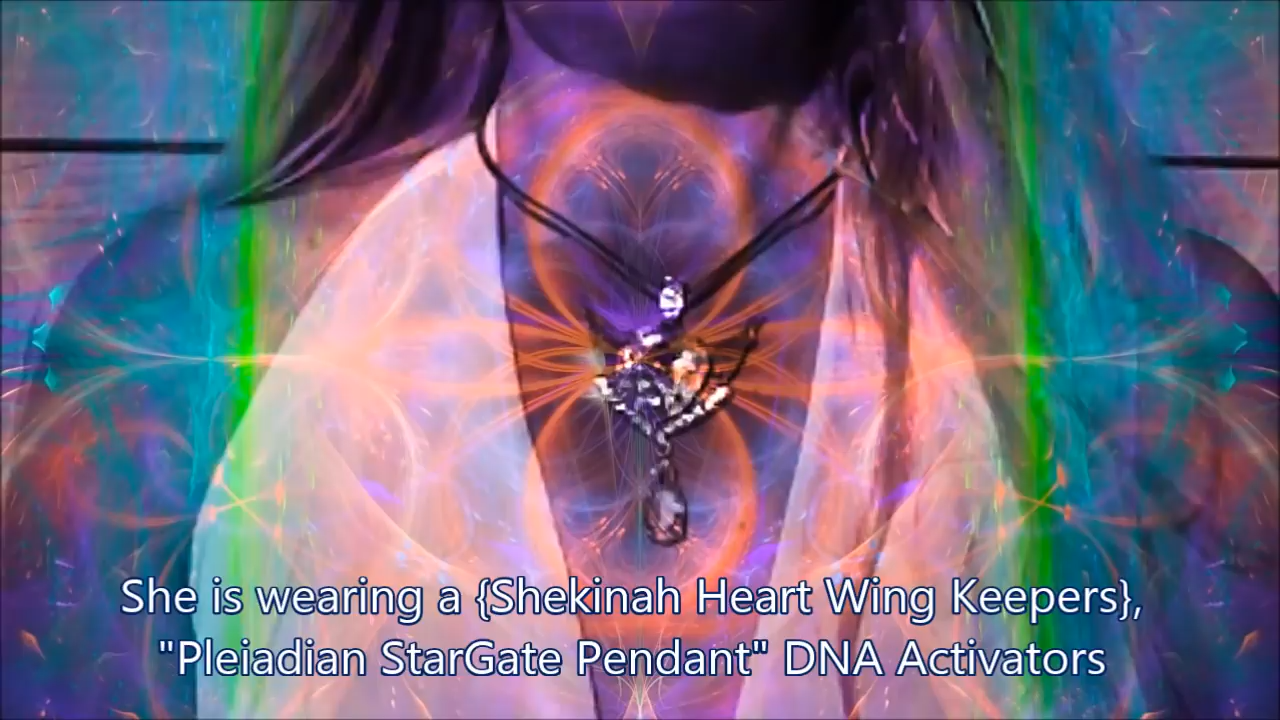 She is wearing a {Shekinah Heart Wing Keepers},
"Pleiadian StarGate Pendant" DNA Activators